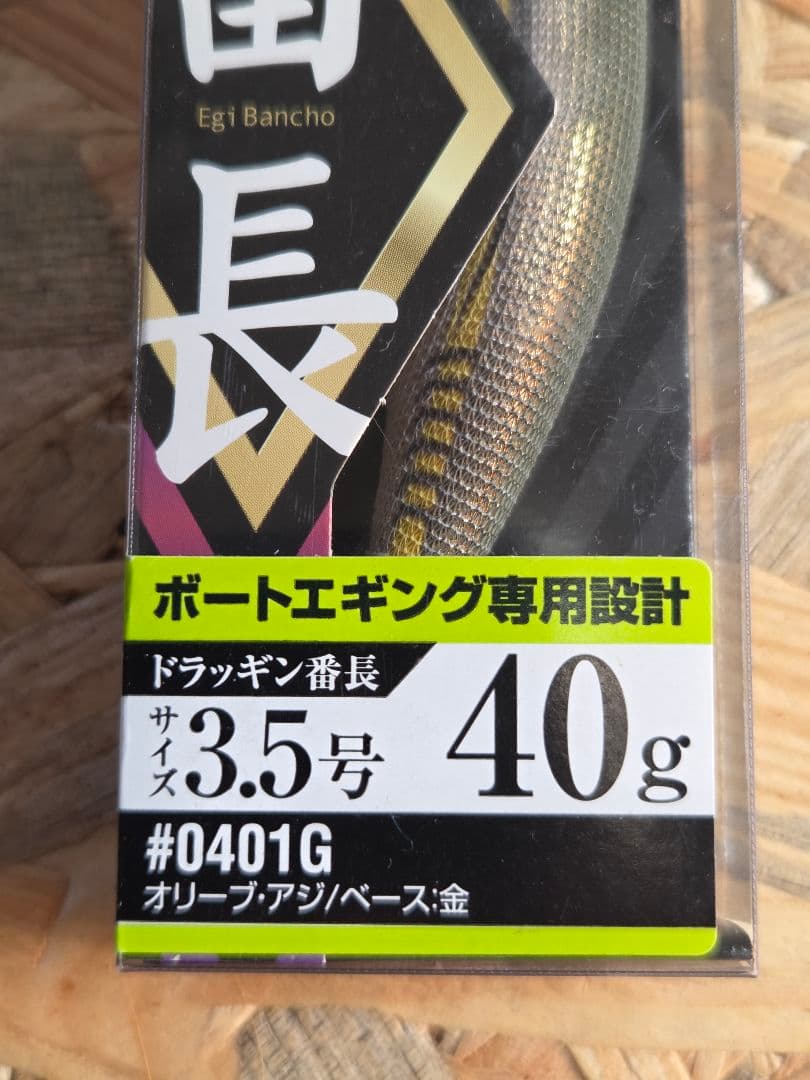 番
Egi Bancho
長
ボートエギング専用設計
ドラッギン番長
サイズ 3.5号 40g
#0401G
オリーブ・アジ/ベース:金